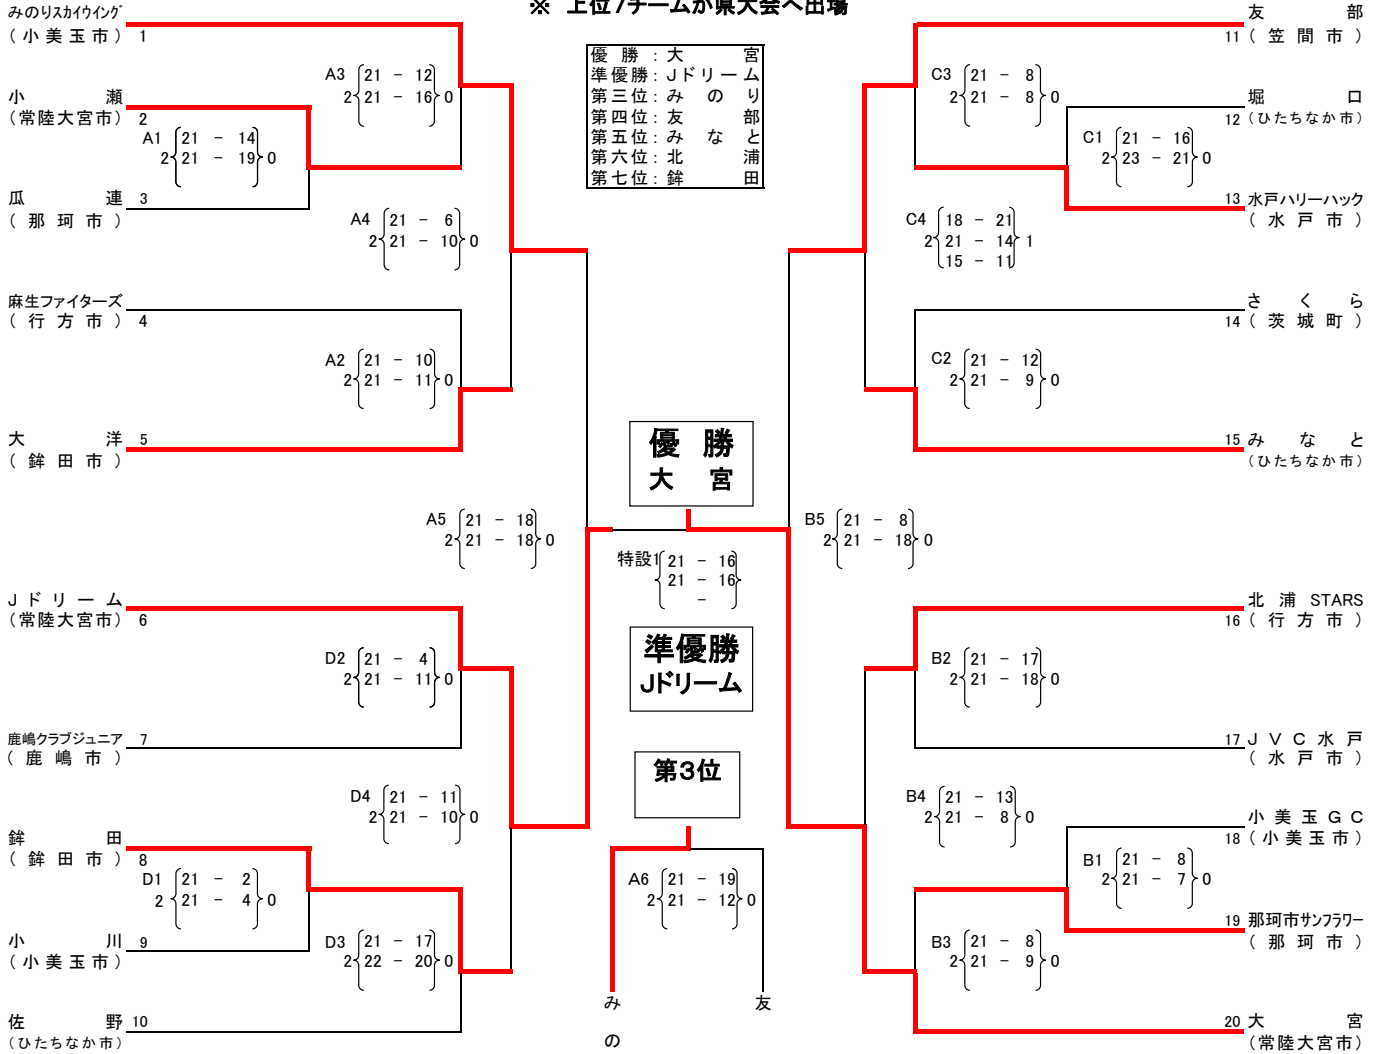 ※ 上位7チームが県大会へ出場
優 勝 : 大 宮
準優勝 : Jドリーム
第三位 : み の り
第四位 : 友 部
第五位 : み な と
第六位 : 北 浦
第七位 : 鉾 田
みのりスカイウイング
(小美玉市) 1
小 瀬
(常陸大宮市) 2
瓜 連 3
(那珂市)
麻生ファイターズ
(行方市) 4
大 洋 5
(鉾田市)
Jドリーム
(常陸大宮市) 6
鹿嶋クラブジュニア 7
(鹿嶋市)
鉾 田
(鉾田市) 8
小 川 9
(小美玉市)
佐 野 10
(ひたちなか市)
A3 21 - 12
2 21 - 16 0
A1 21 - 14
2 21 - 19 0
A4 21 - 6
2 21 - 10 0
A2 21 - 10
2 21 - 11 0
A5 21 - 18
2 21 - 18 0
D2 21 - 4
2 21 - 11 0
D4 21 - 11
2 21 - 10 0
D1 21 - 2
2 21 - 4 0
D3 21 - 17
2 22 - 20 0
優 勝
大 宮
特設1 21 - 16
21 - 16
-
準優勝
Jドリーム
第3位
A6 21 - 19
2 21 - 12 0
み
の
友
友 部
11 (笠間市)
堀 口
12 (ひたちなか市)
13 水戸ハリーハック
(水戸市)
さ く ら
14 (茨城町)
15 み な と
(ひたちなか市)
北 浦 STARS
16 (行方市)
17 JVC水戸
(水戸市)
小美玉GC
18 (小美玉市)
19 那珂市サンフラワー
(那珂市)
20 大 宮
(常陸大宮市)
C3 21 - 8
2 21 - 8 0
C1 21 - 16
2 23 - 21 0
C4 18 - 21
2 21 - 14 1
15 - 11
C2 21 - 12
2 21 - 9 0
B5 21 - 8
2 21 - 18 0
B2 21 - 17
2 21 - 18 0
B4 21 - 13
2 21 - 8 0
B1 21 - 8
2 21 - 7 0
B3 21 - 8
2 21 - 9 0